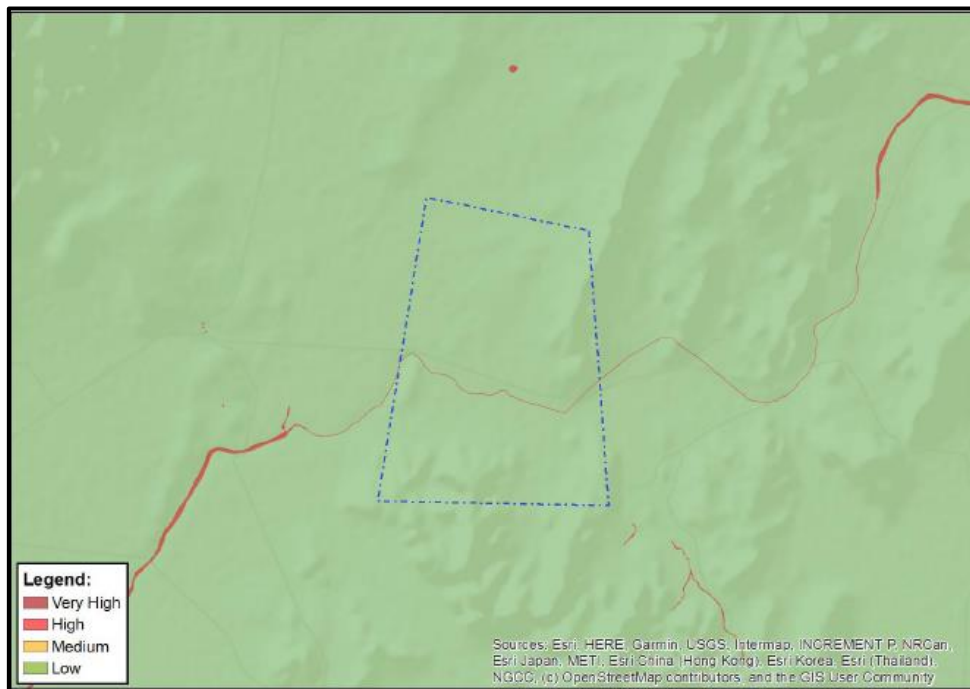 Legend:
Very High
High
Medium
Low
Sources: Esri, HERE, Garmin, USGS, Intermap, INCREMENT P, NRCan,
Esri Japan, METI, Esri China (Hong Kong), Esri Korea, Esri (Thailand),
NGCC, (c) OpenStreetMap contributors, and the GIS User Community